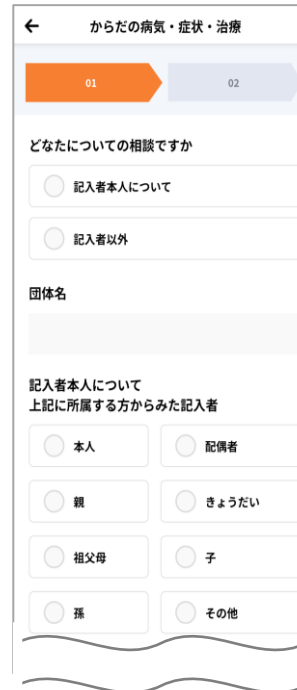 ← からだの病気・症状・治療
01 02
どなたについての相談ですか
記入者本人について
記入者以外
団体名
記入者本人について
上記に所属する方からみた記入者
本人 配偶者
親 きょうだい
祖父母 子
孫 その他